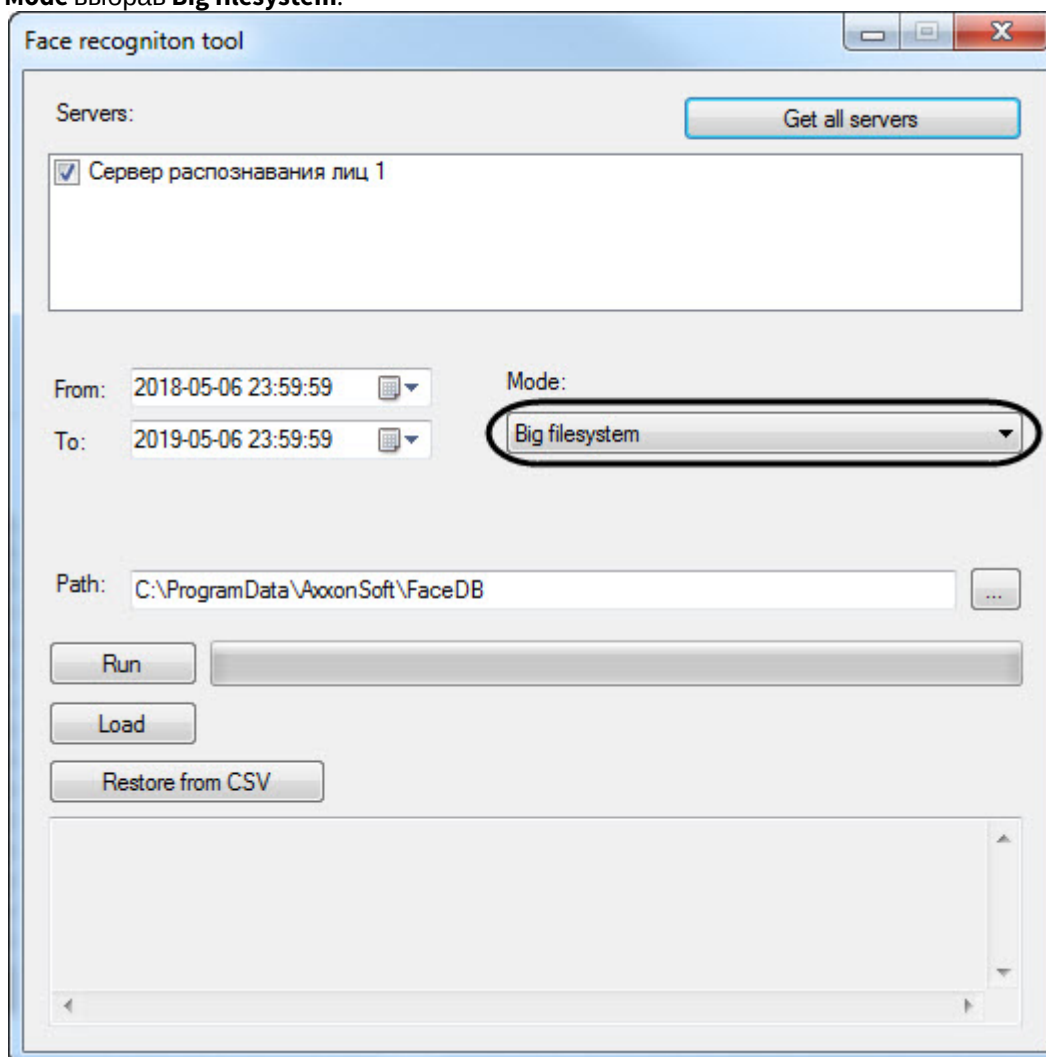 Mode выбрав Big filesystem.
Face recogniton tool
Servers:
Get all servers
Сервер распознавания лиц 1
From: 2018-05-06 23:59:59
Mode:
To: 2019-05-06 23:59:59
Big filesystem
Path: C:\ProgramData\AxxonSoft\FaceDB
...
Run
Load
Restore from CSV